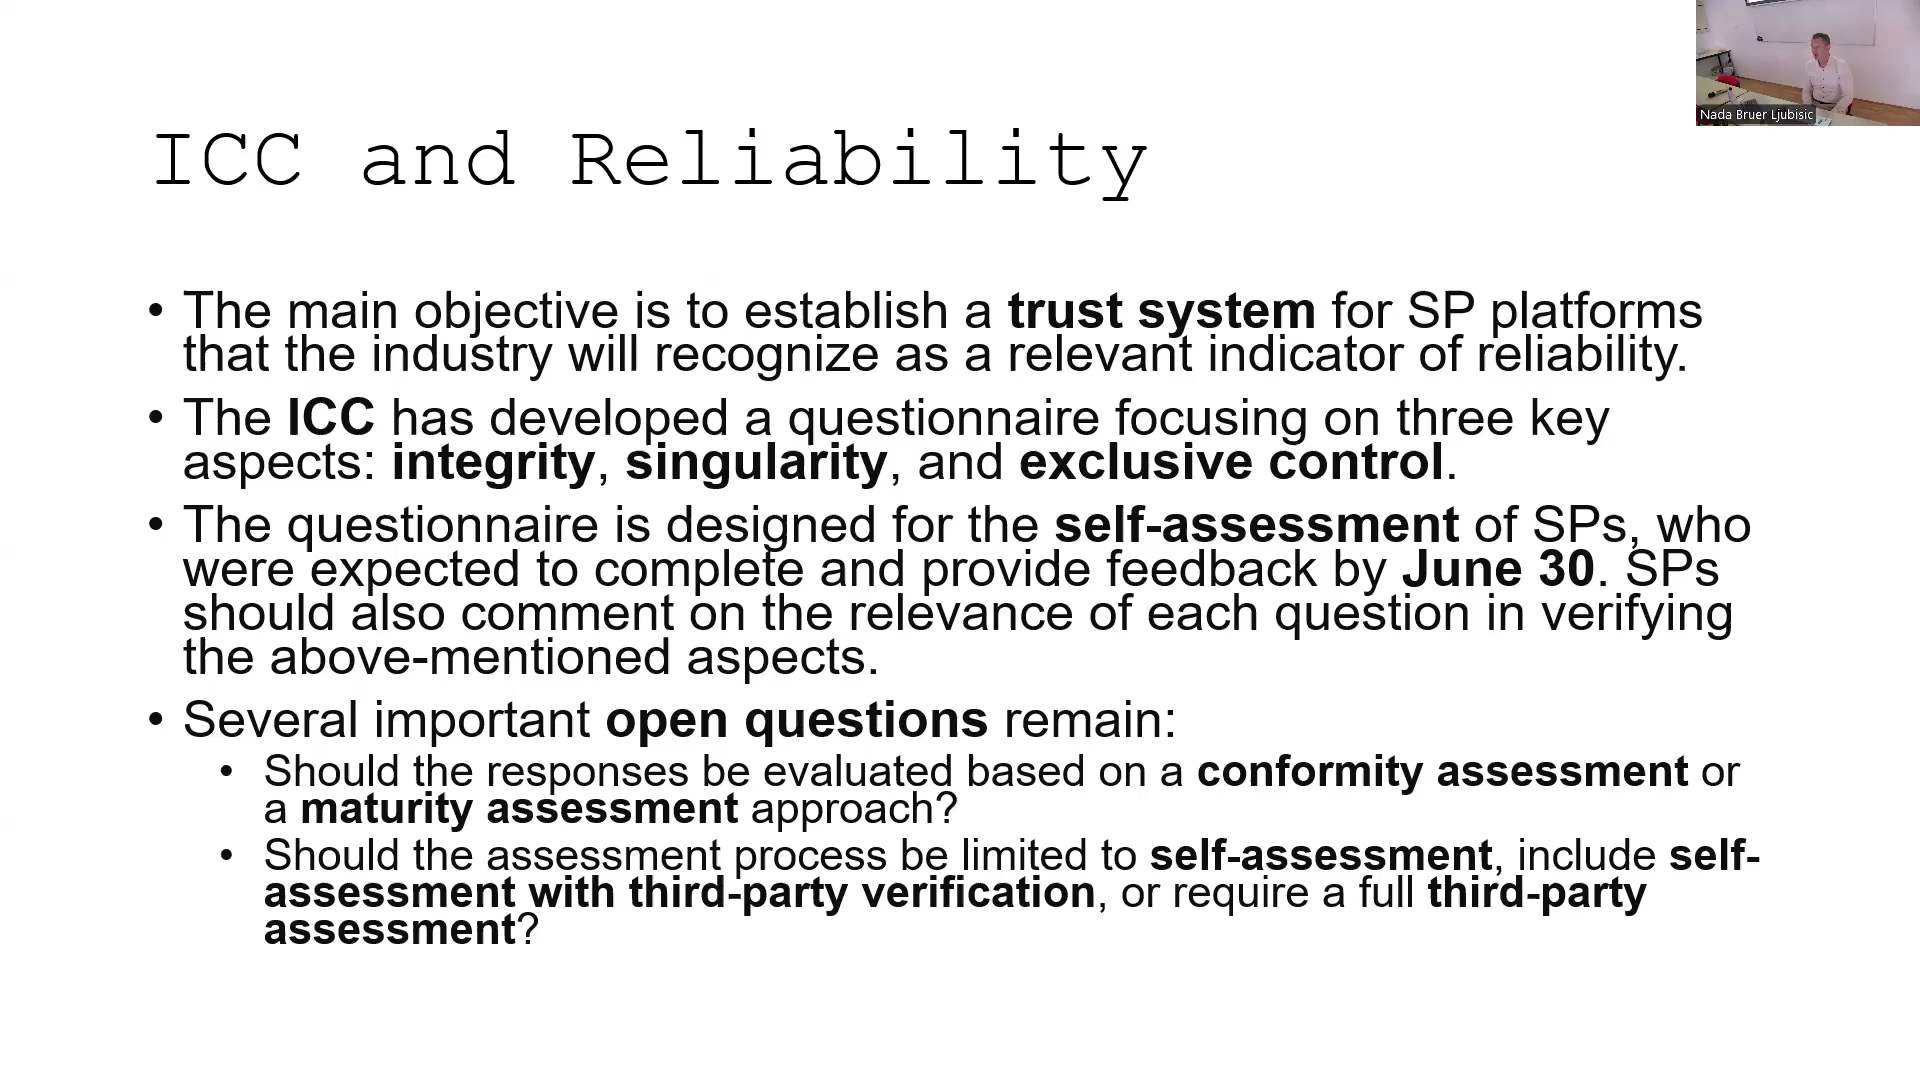 Nada Bruer Ljubisic
ICC and Reliability
• The main objective is to establish a trust system for SP platforms
that the industry will recognize as a relevant indicator of reliability.
• The ICC has developed a questionnaire focusing on three key
aspects: integrity, singularity, and exclusive control.
• The questionnaire is designed for the self-assessment of SPs, who
were expected to complete and provide feedback by June 30. SPs
should also comment on the relevance of each question in verifying
the above-mentioned aspects.
• Several important open questions remain:
• Should the responses be evaluated based on a conformity assessment or
a maturity assessment approach?
• Should the assessment process be limited to self-assessment, include self-
assessment with third-party verification, or require a full third-party
assessment?